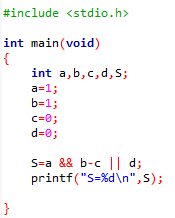 #include <stdio.h>
int main(void)
{
int a,b,c,d,S;
a=1;
b=1;
c=0;
d=0;
S=a && b-c || d;
printf("S=%d\n",S);
}